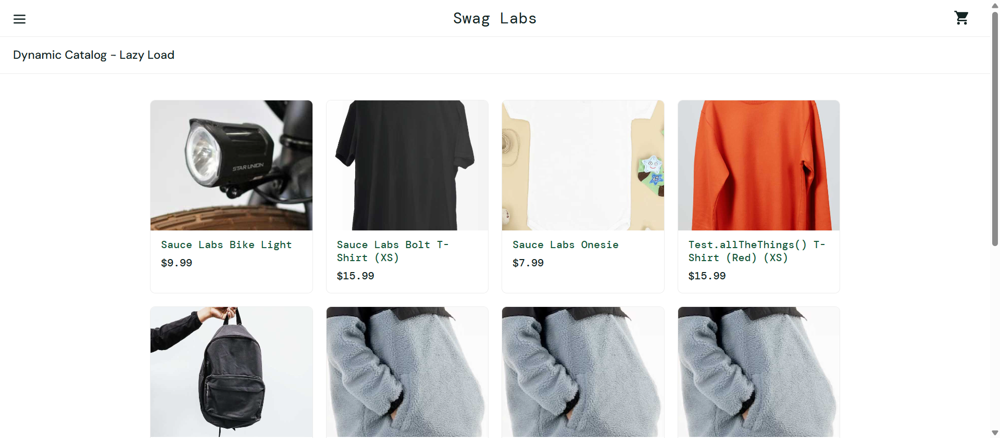 Swag Labs
Dynamic Catalog - Lazy Load
STAR UNION
Sauce Labs Bike Light
$9.99
Sauce Labs Bolt T-
Shirt (XS)
$15.99
Sauce Labs Onesie
$7.99
Test.allTheThings() T-
Shirt (Red) (XS)
$15.99